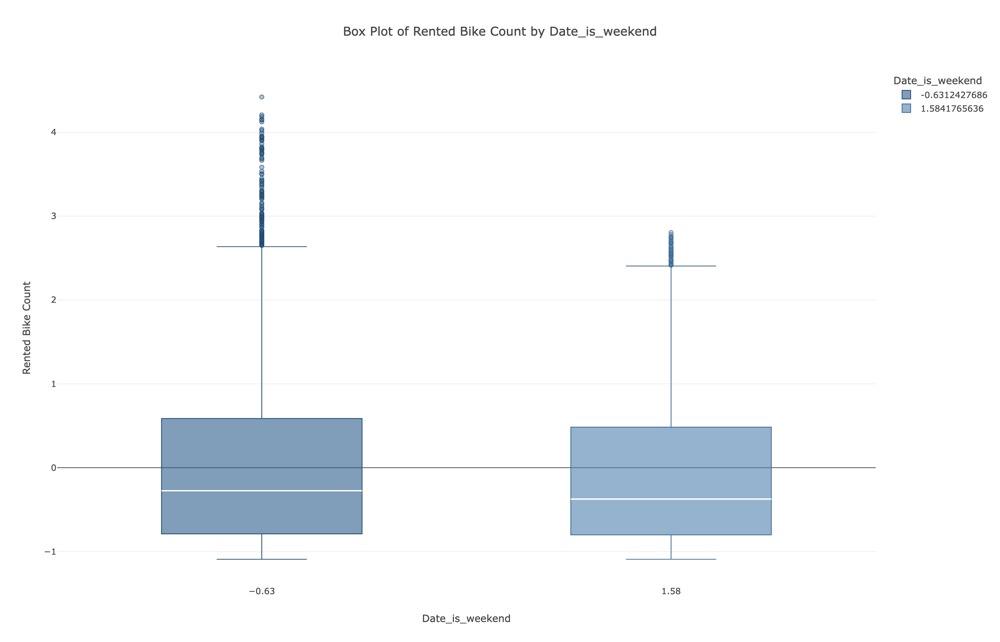 Box Plot of Rented Bike Count by Date_is_weekend
Date_is_weekend
-0.6312427686
1.5841765636
4
3
2
1
0
−1
Rented Bike Count
−0.63
1.58
Date_is_weekend